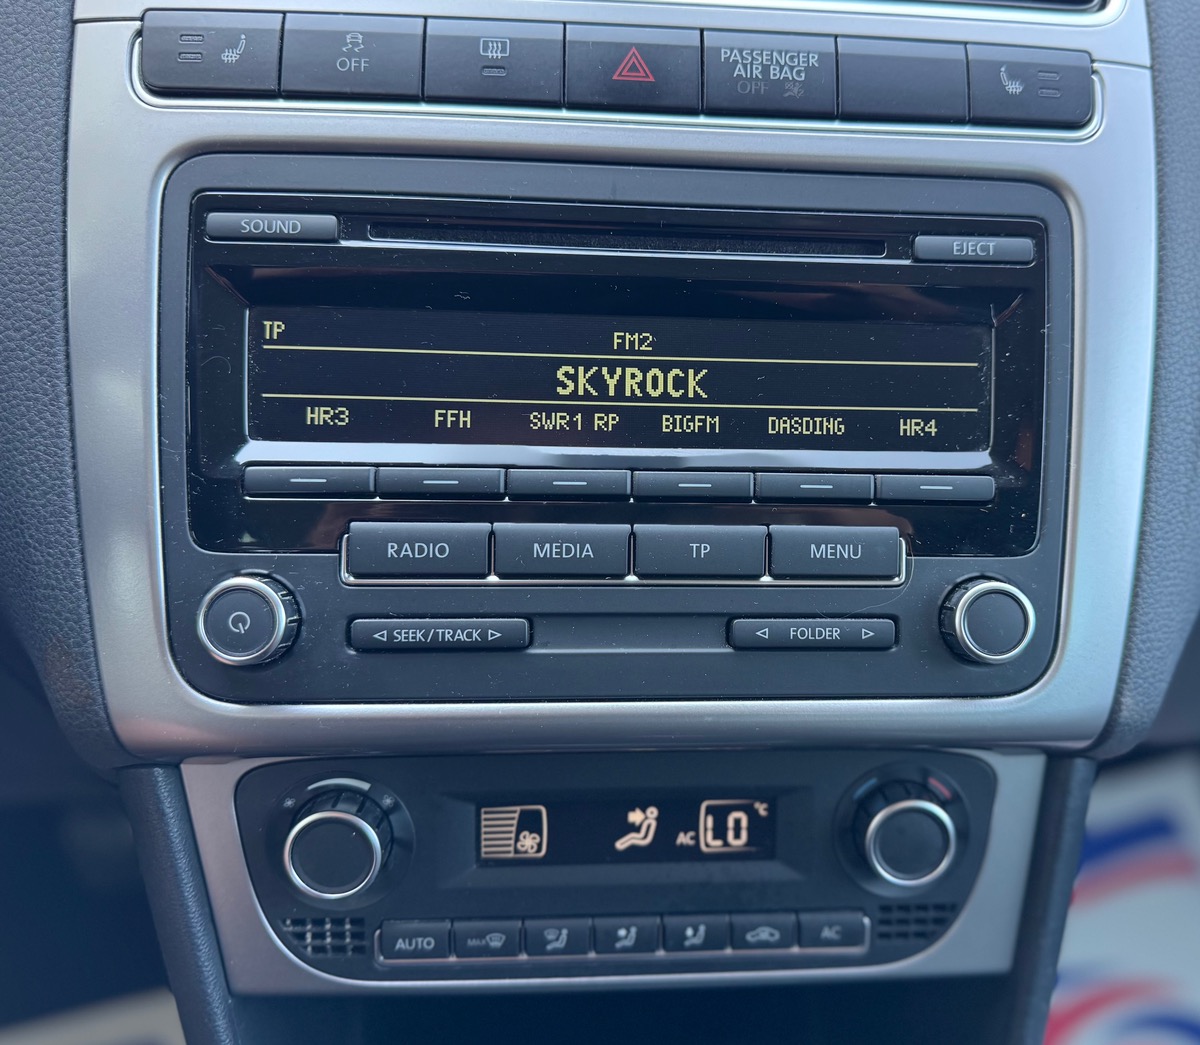 OFF
PASSENGER
AIR BAG
OFF
SOUND
EJECT
TP
FM2
SKYROCK
HR3 FFH SWR1 RP BIGFM DASDING HR4
RADIO MEDIA TP MENU
SEEK/TRACK FOLDER
AC LO °C
AUTO MAX AC